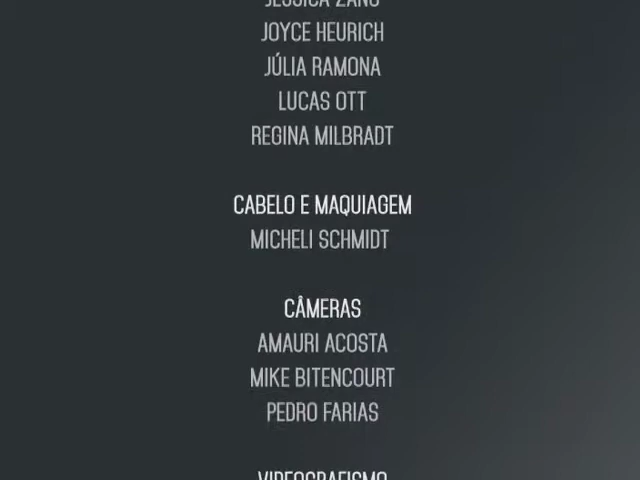 JOYCE HEURICH
JÚLIA RAMONA
LUCAS OTT
REGINA MILBRADT
CABELO E MAQUIAGEM
MICHELI SCHMIDT
CÂMERAS
AMAURI ACOSTA
MIKE BITENCOURT
PEDRO FARIAS
VIDEOGRAFISMO